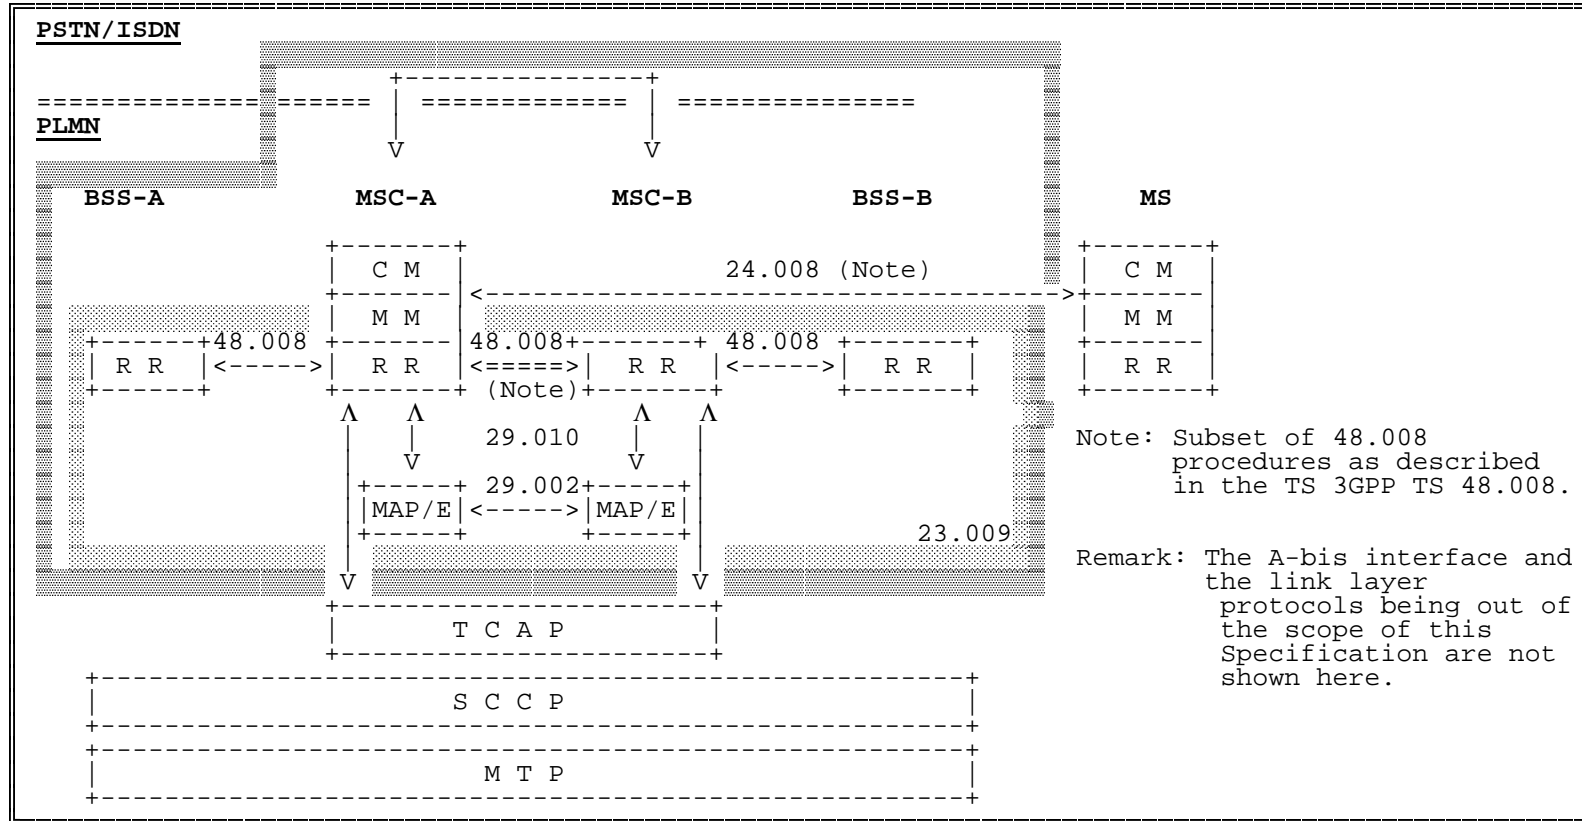 PSTN/ISDN
PLMN
BSS-A MSC-A MSC-B BSS-B MS
C M 24.008 (Note) C M
M M M M
48.008 48.008 48.008
R R R R R R R R R R
(Note)
29.010
29.002
MAP/E MAP/E
23.009
Note: Subset of 48.008
procedures as described
in the TS 3GPP TS 48.008.
Remark: The A-bis interface and
the link layer
protocols being out of
the scope of this
Specification are not
shown here.
T C A P
S C C P
M T P